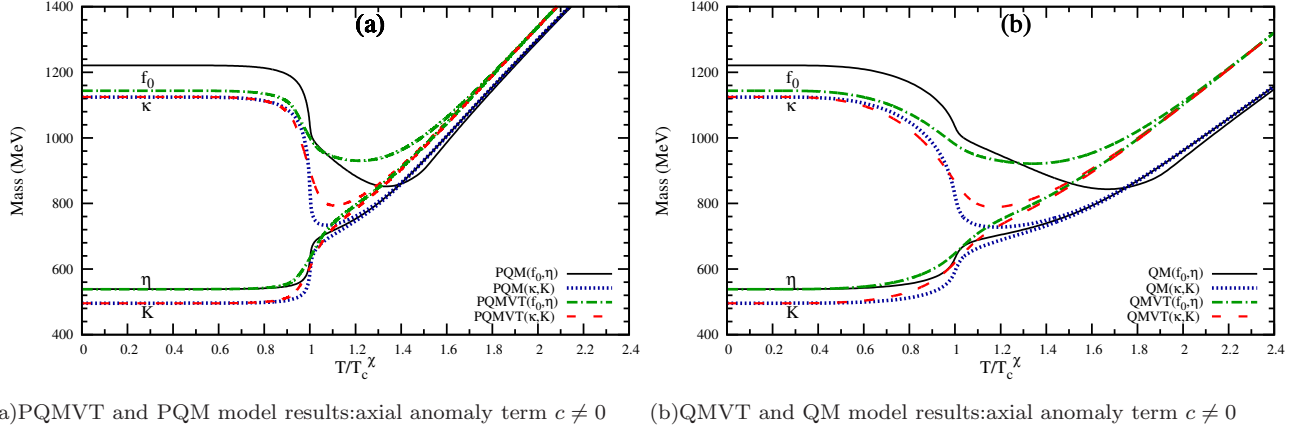 (a)
Mass (MeV)
1400
1200
1000
800
600
400
f0
κ
η
K
PQM(f0,η)
PQM(κ,K)
PQMVT(f0,η)
PQMVT(κ,K)
0 0.2 0.4 0.6 0.8 1 1.2 1.4 1.6 1.8 2 2.2 2.4
T/Tcχ
a)PQMVT and PQM model results:axial anomaly term c ≠ 0
(b)
Mass (MeV)
1400
1200
1000
800
600
400
f0
κ
η
K
QM(f0,η)
QM(κ,K)
QMVT(f0,η)
QMVT(κ,K)
0 0.2 0.4 0.6 0.8 1 1.2 1.4 1.6 1.8 2 2.2 2.4
T/Tcχ
(b)QMVT and QM model results:axial anomaly term c ≠ 0